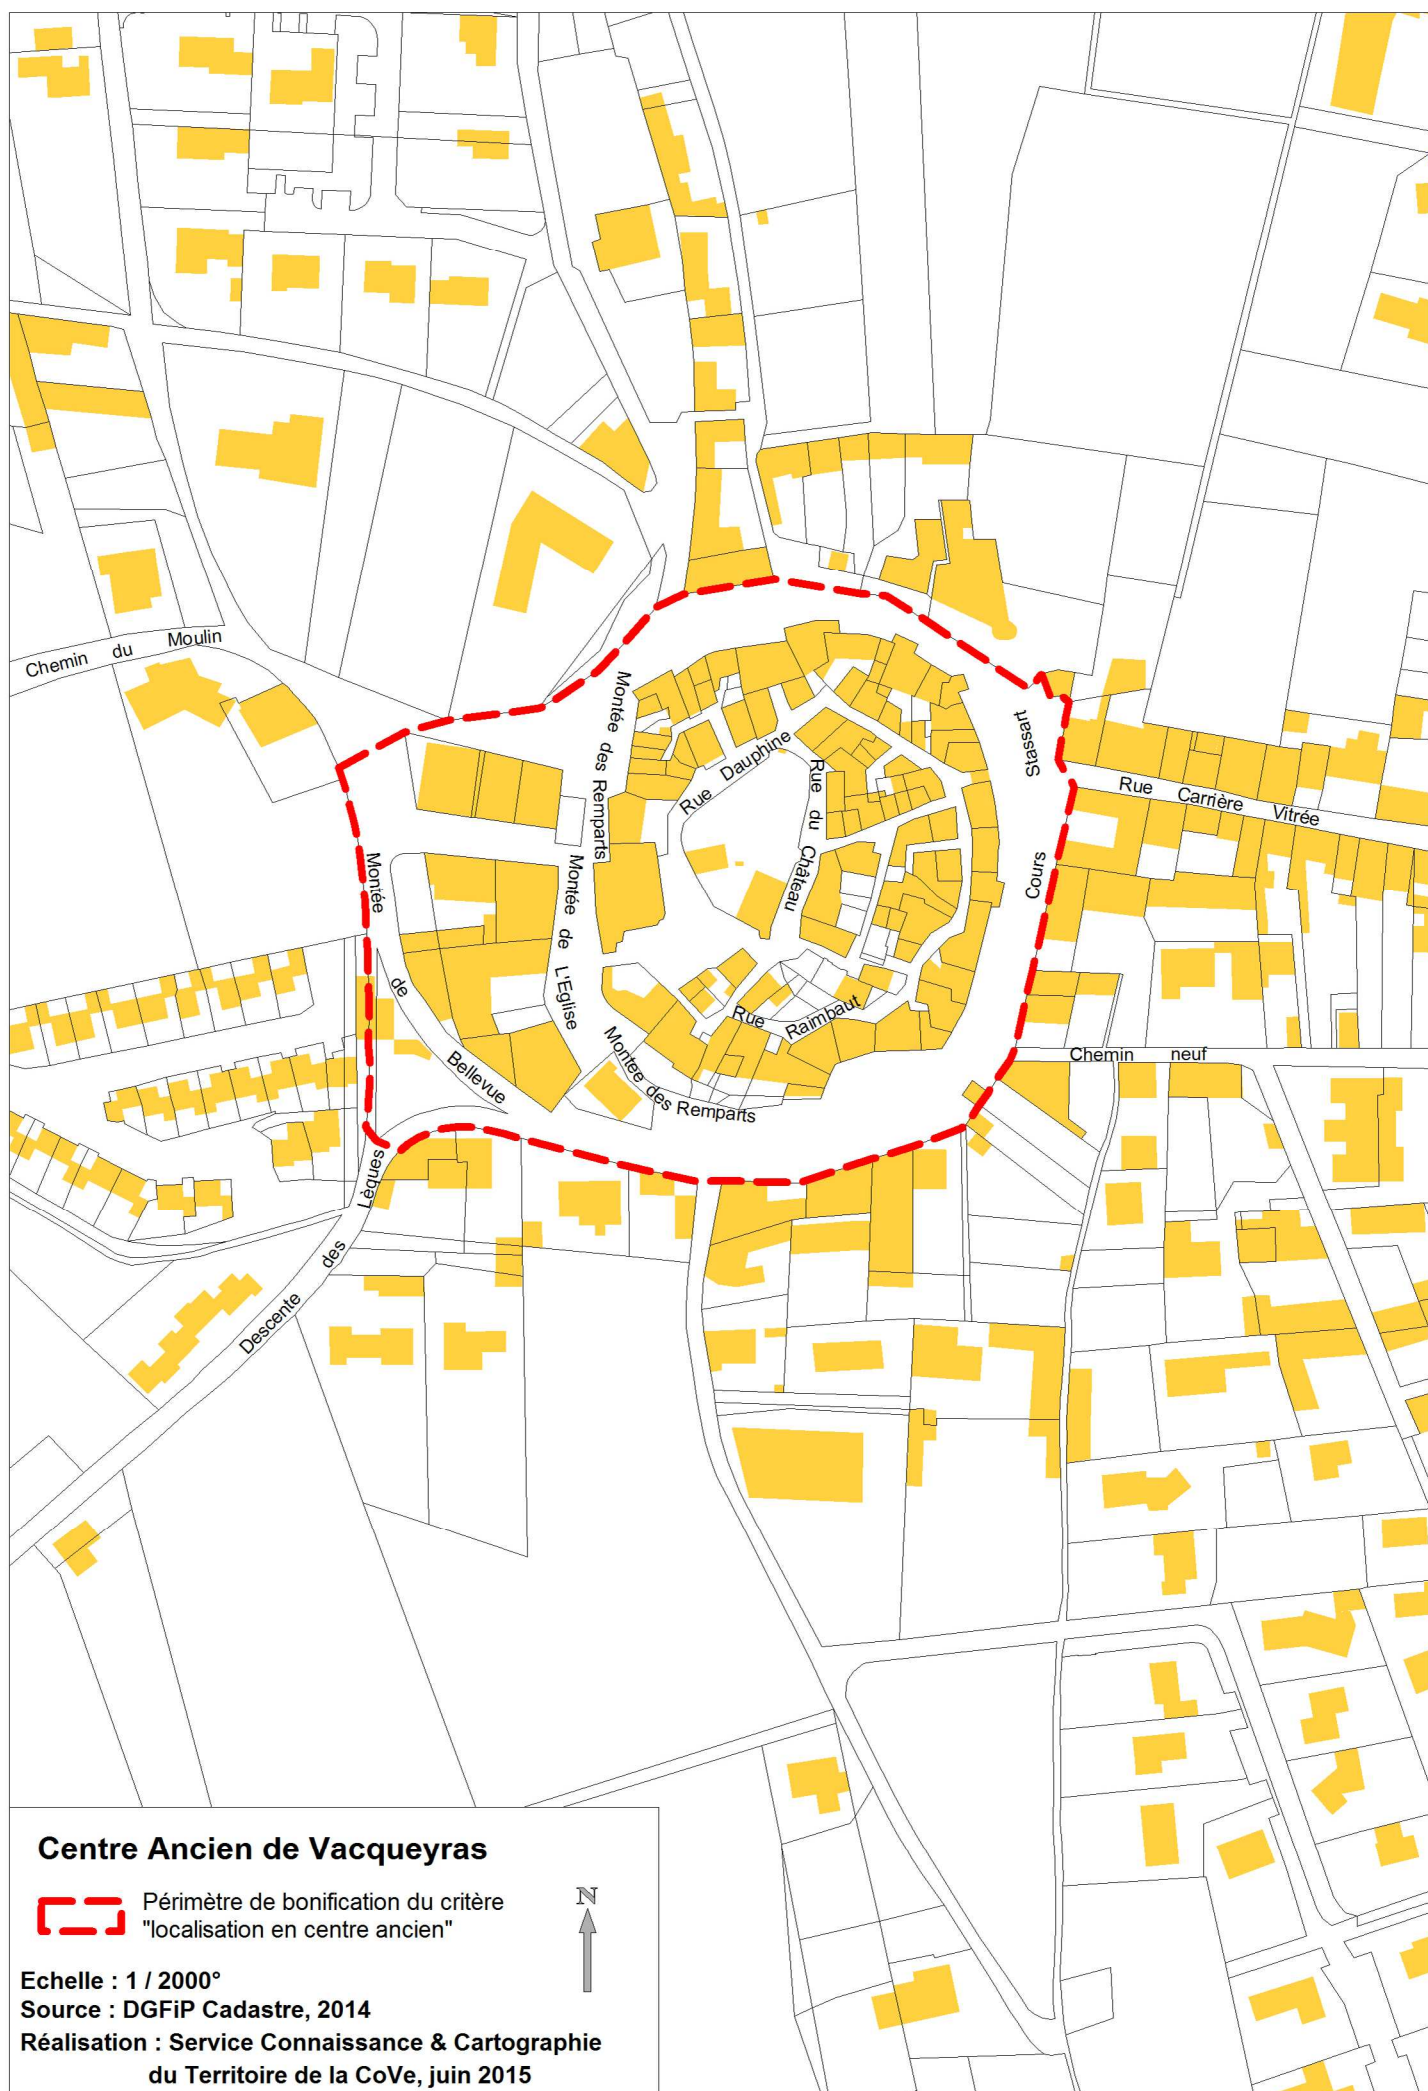 Chemin du Moulin
Montée des Remparts
Rue Dauphine
Rue du Château
Stassart
Cours
Rue Carrière Vitrée
Montée
de
Bellevue
Montée de L'Eglise
Rue Raimbaut
Montee des Remparts
Chemin neuf
Descente des Lèques
Centre Ancien de Vacqueyras
Périmètre de bonification du critère
"localisation en centre ancien"
N
Echelle : 1 / 2000°
Source : DGFiP Cadastre, 2014
Réalisation : Service Connaissance & Cartographie
du Territoire de la CoVe, juin 2015